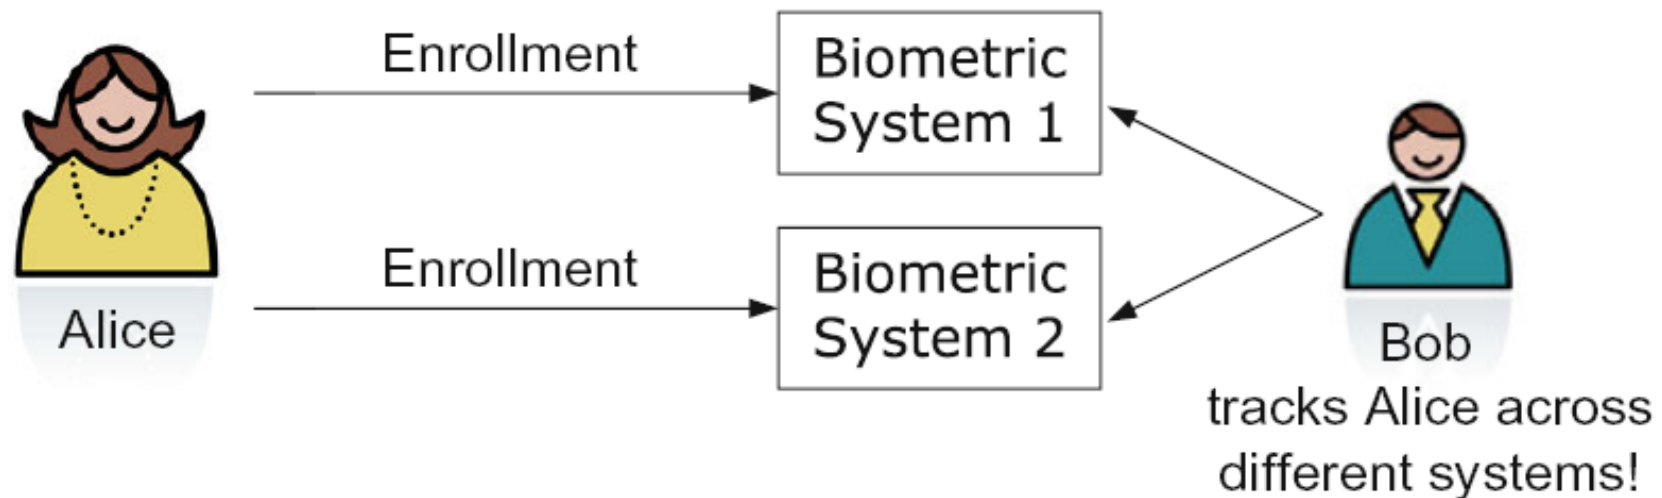 Enrollment
Biometric
System 1
Enrollment
Biometric
System 2
Alice
Bob
tracks Alice across
different systems!